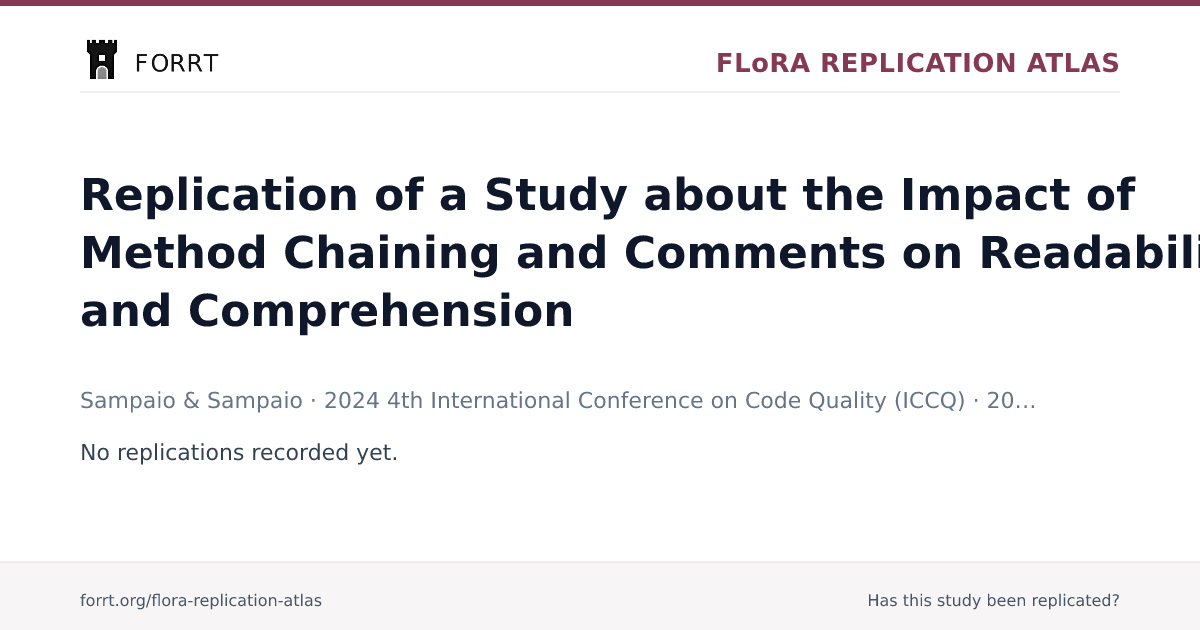 FORRT
FLoRA REPLICATION ATLAS
Replication of a Study about the Impact of
Method Chaining and Comments on Readabili
and Comprehension
Sampaio & Sampaio · 2024 4th International Conference on Code Quality (ICCQ) · 20…
No replications recorded yet.
forrt.org/flora-replication-atlas
Has this study been replicated?